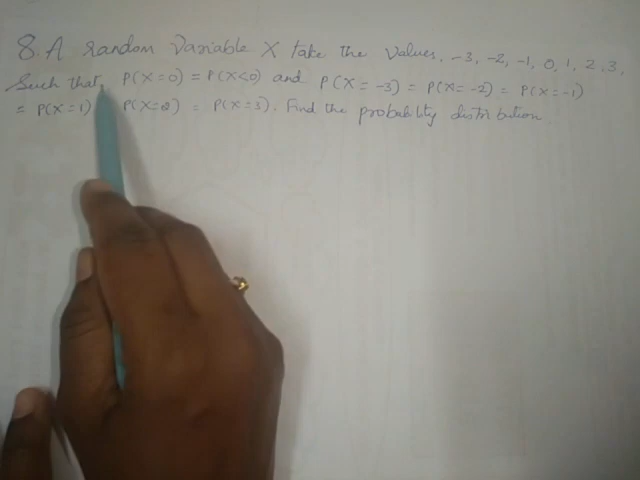 8. A random Variable X take the values, -3, -2, -1, 0, 1, 2, 3,
Such that, P(X=0) = P(X<0) and P(X=-3) = P(X=-2) = P(X=-1)
= P(X=1) P(X=2) = P(X=3). Find the probability distribution.